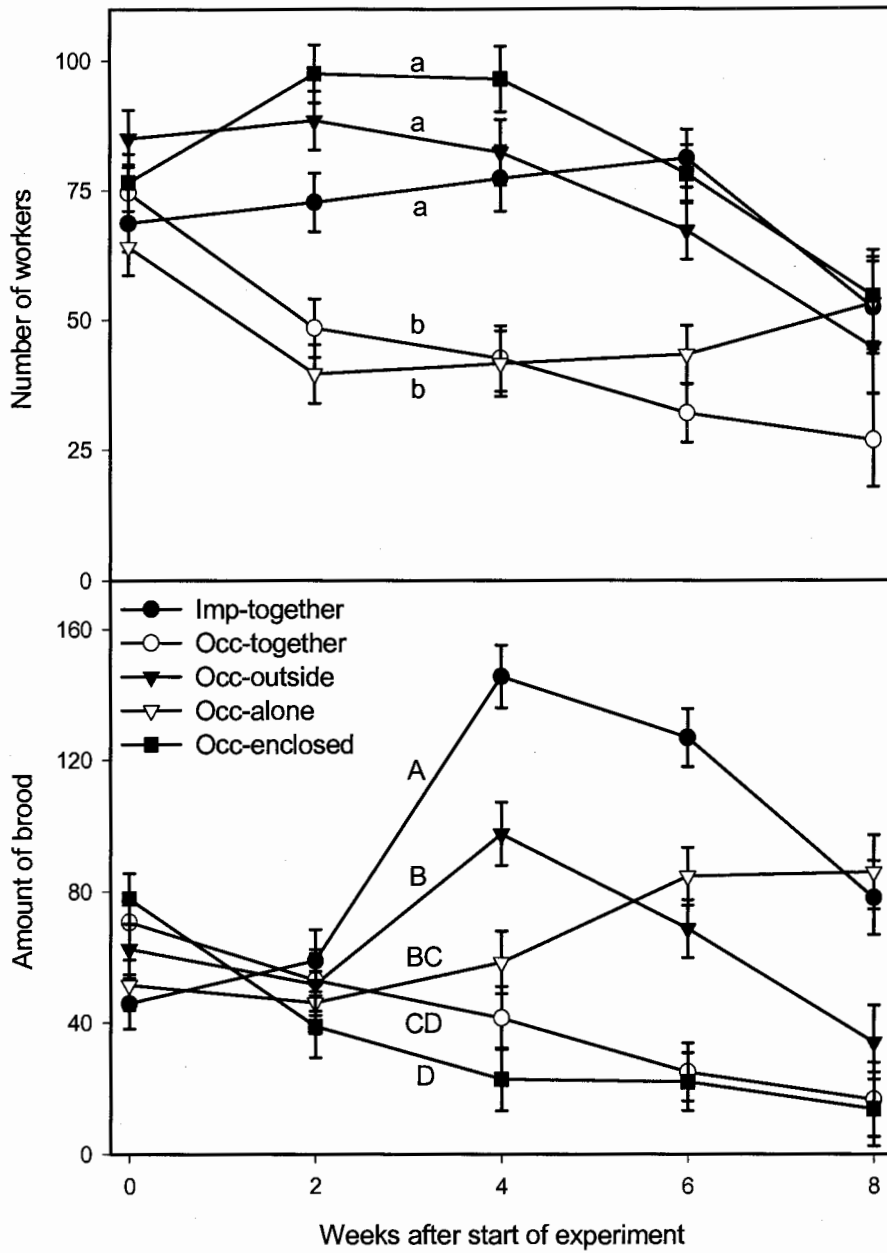 100
75
50
25
0
Number of workers
a
a
a
b
b
Imp-together
Occ-together
Occ-outside
Occ-alone
Occ-enclosed
160
120
80
40
0
Amount of brood
A
B
BC
CD
D
0 2 4 6 8
Weeks after start of experiment